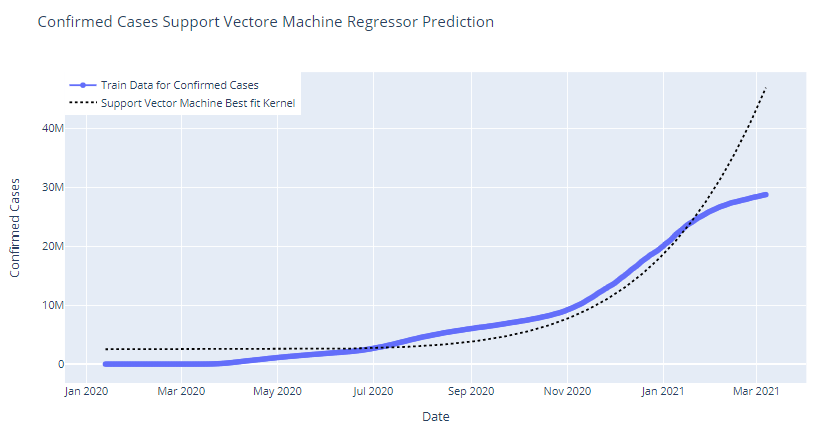 Confirmed Cases Support Vectore Machine Regressor Prediction
Train Data for Confirmed Cases
Support Vector Machine Best fit Kernel
40M
30M
20M
10M
0
Confirmed Cases
Jan 2020 Mar 2020 May 2020 Jul 2020 Sep 2020 Nov 2020 Jan 2021 Mar 2021
Date